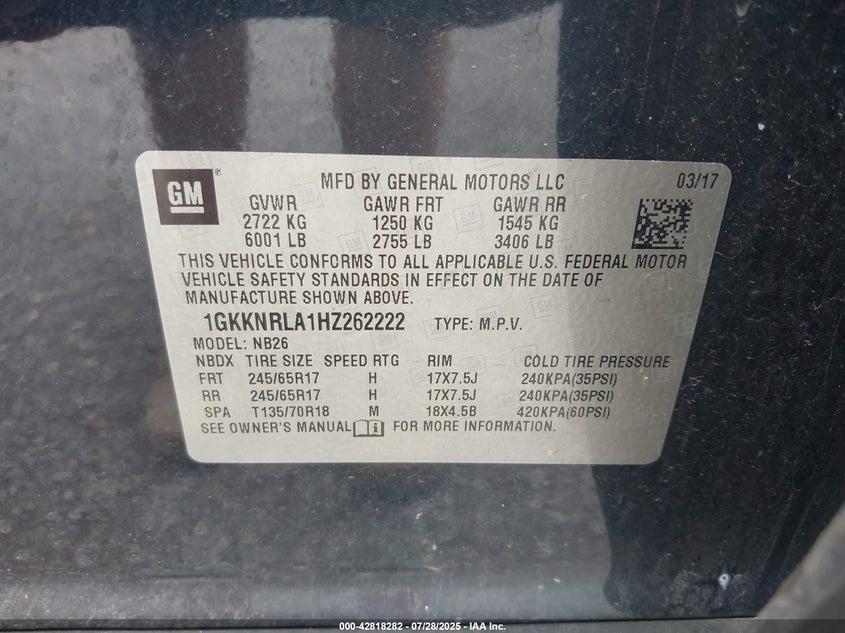 GM
MFD BY GENERAL MOTORS LLC 03/17
GVWR GAWR FRT GAWR RR
2722 KG 1250 KG 1545 KG
6001 LB 2755 LB 3406 LB
THIS VEHICLE CONFORMS TO ALL APPLICABLE U.S. FEDERAL MOTOR
VEHICLE SAFETY STANDARDS IN EFFECT ON THE DATE OF
MANUFACTURE SHOWN ABOVE.
1GKKNRLA1HZ262222 TYPE: M.P.V.
MODEL: NB26
NBDX TIRE SIZE SPEED RTG RIM COLD TIRE PRESSURE
FRT 245/65R17 H 17X7.5J 240KPA(35PSI)
RR 245/65R17 H 17X7.5J 240KPA(35PSI)
SPA T135/70R18 M 18X4.5B 420KPA(60PSI)
SEE OWNER'S MANUAL FOR MORE INFORMATION.
000-42818282 - 07/28/2025 - IAA Inc.